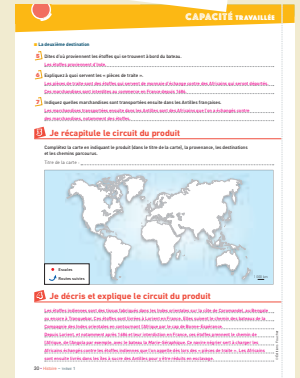 CAPACITÉ TRAVAILLÉE
La deuxième destination
5 Dites d'où proviennent les étoffes qui se trouvent à bord du bateau.
Les étoffes proviennent d'Inde.
6 Expliquez à quoi servent les « pièces de traite ».
Les pièces de traite sont des étoffes qui servent de monnaie d'échange contre des Africains qui seront déportés.
Ces marchandises sont interdites au commerce en France depuis 1686.
7 Indiquez quelles marchandises sont transportées ensuite dans les Antilles françaises.
Les marchandises transportées ensuite dans les Antilles sont des Africains que l'on a échangés contre
des marchandises, notamment des étoffes.
3 Je récapitule le circuit du produit
Complétez la carte en indiquant le produit (dans le titre de la carte), la provenance, les destinations
et les chemins parcourus.
Titre de la carte :
Escales
Routes suivies
4 Je décris et explique le circuit du produit
Les étoffes indiennes sont des tissus fabriqués dans les Indes orientales sur la côte de Coromandel, au Bengale
ou encore à Tranquebar. Ces étoffes sont livrées à Lorient en France. Elles suivent le chemin des bateaux de la
Compagnie des Indes orientales en contournant l'Afrique par le cap de Bonne-Espérance.
Depuis Lorient, et notamment après 1686 et leur interdiction en France, ces étoffes prennent le chemin de
l'Afrique, de l'Angola par exemple, avec le bateau la Marie-Séraphique. Ce navire négrier sert à charger les
Africains échangés contre les étoffes indiennes que l'on appelle dès lors des « pièces de traite ». Les Africains
sont ensuite livrés dans les îles à sucre des Antilles pour y être réduits en esclavage.
30 - Histoire -